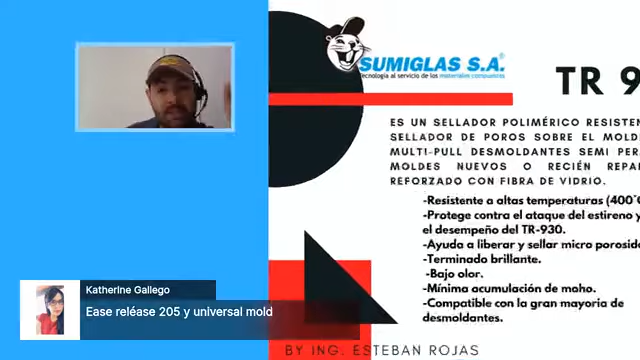 SUMIGLAS S.A.
Tecnología al servicio de los materiales compuestos
TR 9
ES UN SELLADOR POLIMÉRICO RESISTEN
SELLADOR DE POROS SOBRE EL MOLD
MULTI-PULL DESMOLDANTES SEMI PER
MOLDES NUEVOS O RECIÉN REPA
REFORZADO CON FIBRA DE VIDRIO.
-Resistente a altas temperaturas (400°C
-Protege contra el ataque del estireno y
el desempeño del TR-930.
-Ayuda a liberar y sellar micro porosid
-Terminado brillante.
-Bajo olor.
-Mínima acumulación de moho.
-Compatible con la gran mayoría de
desmoldantes.
Katherine Gallego
Ease reléase 205 y universal mold
BY ING. ESTEBAN ROJAS